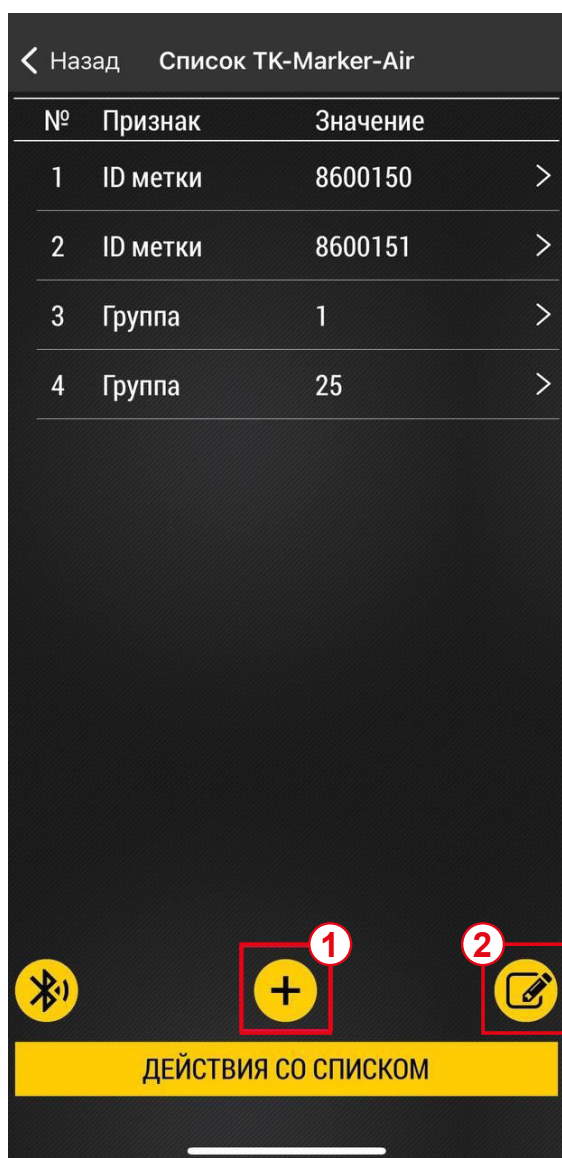 Назад Список TK-Marker-Air
№ Признак Значение
1 ID метки 8600150
2 ID метки 8600151
3 Группа 1
4 Группа 25
1 2
ДЕЙСТВИЯ СО СПИСКОМ